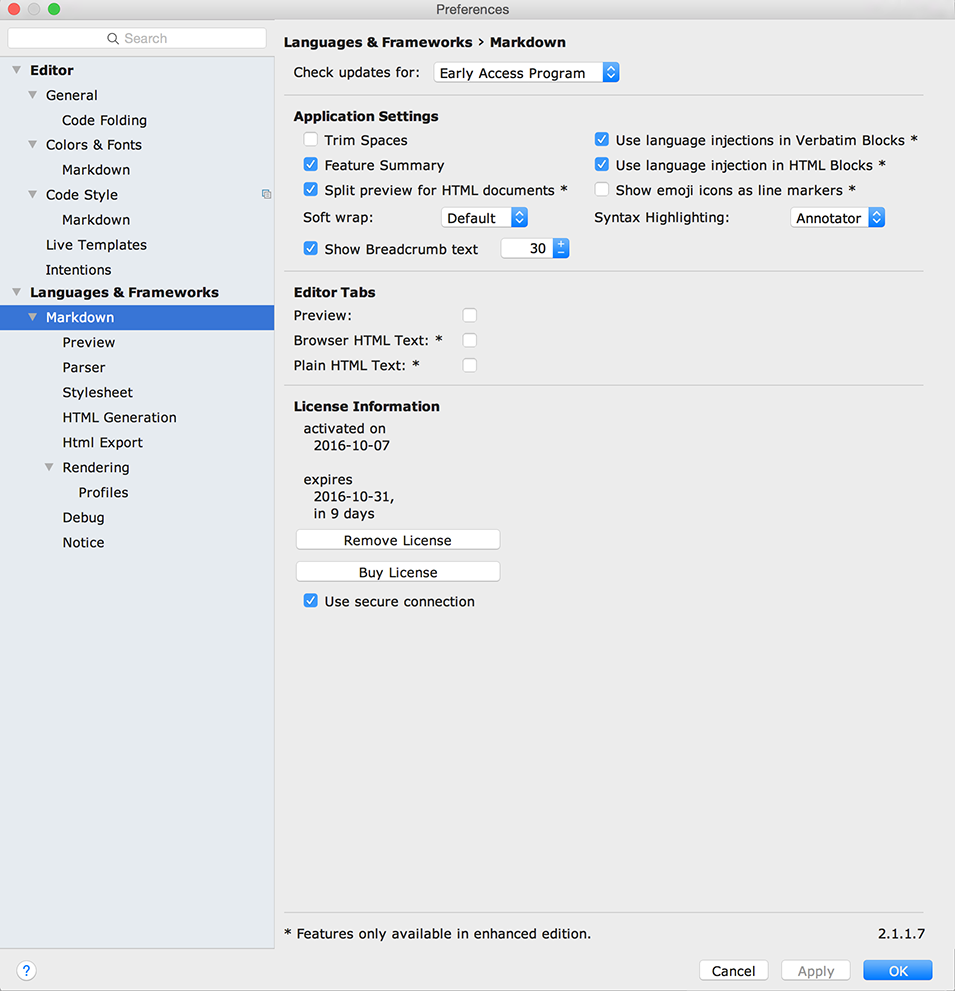 Preferences
Search
Editor
General
Code Folding
Colors & Fonts
Markdown
Code Style
Markdown
Live Templates
Intentions
Languages & Frameworks
Markdown
Preview
Parser
Stylesheet
HTML Generation
Html Export
Rendering
Profiles
Debug
Notice
?
Languages & Frameworks › Markdown
Check updates for: Early Access Program
Application Settings
Trim Spaces
Use language injections in Verbatim Blocks *
Feature Summary
Use language injection in HTML Blocks *
Split preview for HTML documents *
Show emoji icons as line markers *
Soft wrap: Default
Syntax Highlighting: Annotator
Show Breadcrumb text 30
Editor Tabs
Preview:
Browser HTML Text: *
Plain HTML Text: *
License Information
activated on
2016-10-07
expires
2016-10-31,
in 9 days
Remove License
Buy License
Use secure connection
* Features only available in enhanced edition. 2.1.1.7
Cancel Apply OK